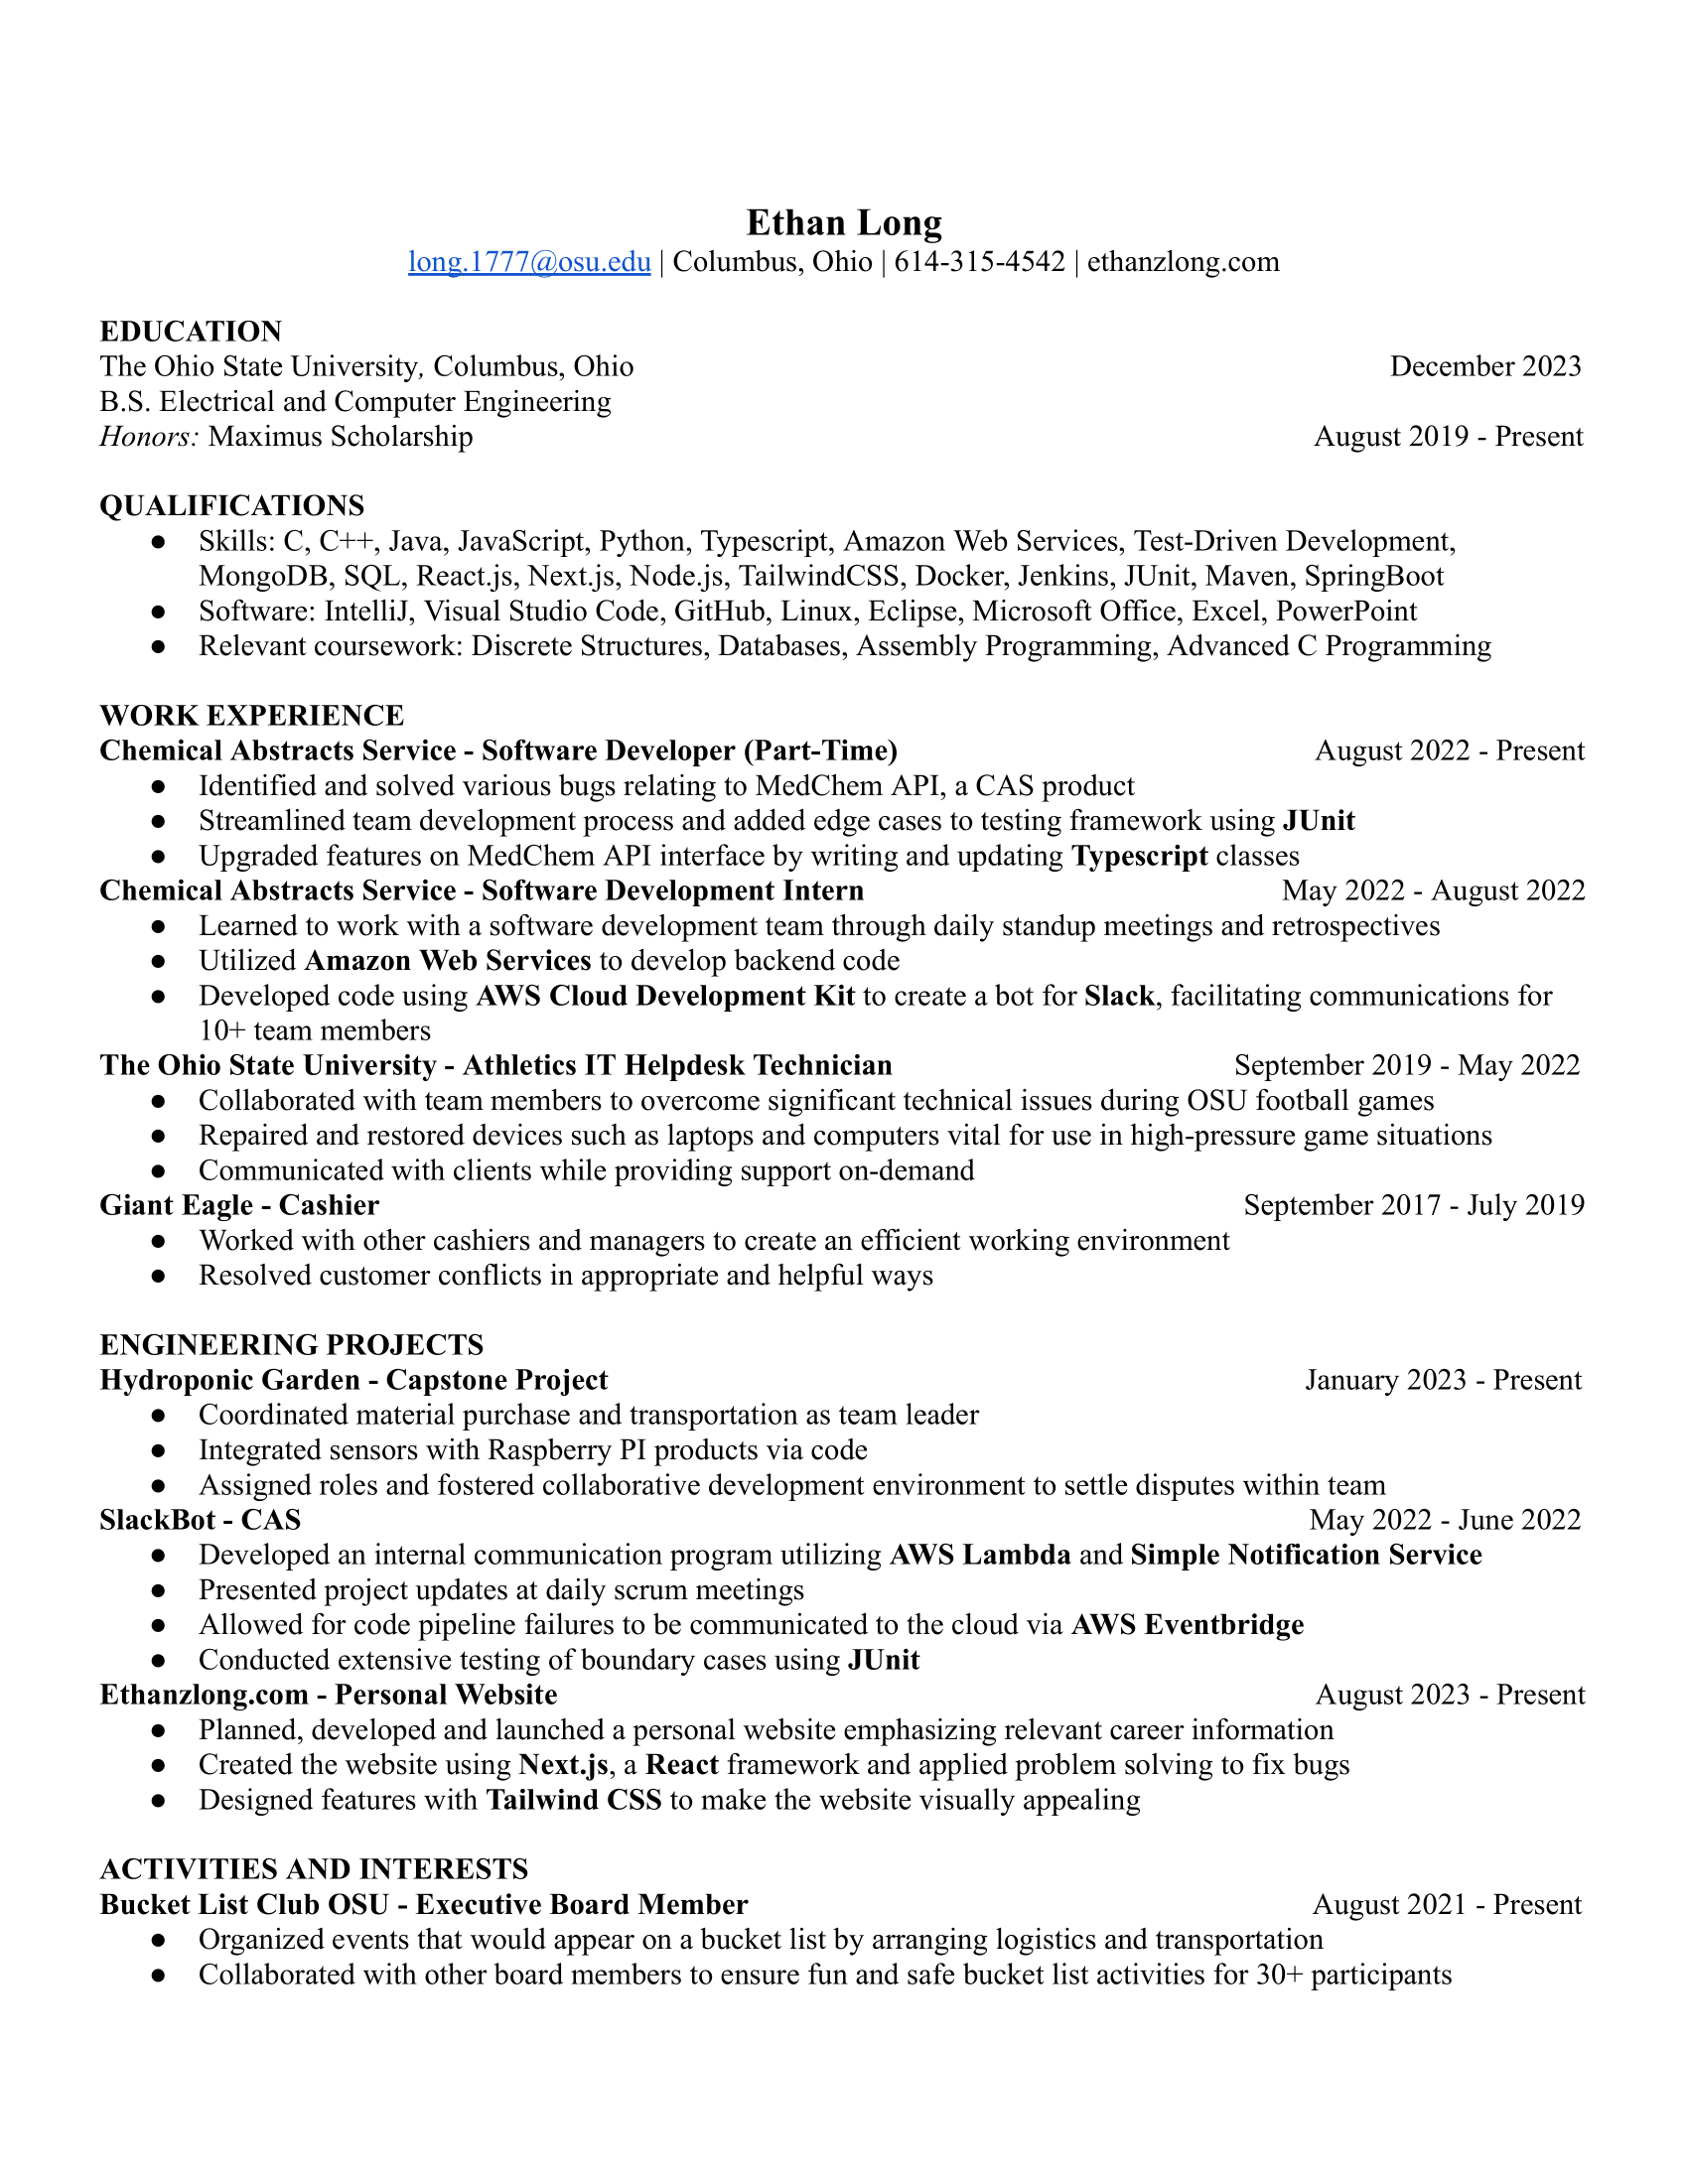 Ethan Long
long.1777@osu.edu | Columbus, Ohio | 614-315-4542 | ethanzlong.com
EDUCATION
The Ohio State University, Columbus, Ohio December 2023
B.S. Electrical and Computer Engineering
Honors: Maximus Scholarship August 2019 - Present
QUALIFICATIONS
● Skills: C, C++, Java, JavaScript, Python, Typescript, Amazon Web Services, Test-Driven Development,
MongoDB, SQL, React.js, Next.js, Node.js, TailwindCSS, Docker, Jenkins, JUnit, Maven, SpringBoot
● Software: IntelliJ, Visual Studio Code, GitHub, Linux, Eclipse, Microsoft Office, Excel, PowerPoint
● Relevant coursework: Discrete Structures, Databases, Assembly Programming, Advanced C Programming
WORK EXPERIENCE
Chemical Abstracts Service - Software Developer (Part-Time) August 2022 - Present
● Identified and solved various bugs relating to MedChem API, a CAS product
● Streamlined team development process and added edge cases to testing framework using JUnit
● Upgraded features on MedChem API interface by writing and updating Typescript classes
Chemical Abstracts Service - Software Development Intern May 2022 - August 2022
● Learned to work with a software development team through daily standup meetings and retrospectives
● Utilized Amazon Web Services to develop backend code
● Developed code using AWS Cloud Development Kit to create a bot for Slack, facilitating communications for
10+ team members
The Ohio State University - Athletics IT Helpdesk Technician September 2019 - May 2022
● Collaborated with team members to overcome significant technical issues during OSU football games
● Repaired and restored devices such as laptops and computers vital for use in high-pressure game situations
● Communicated with clients while providing support on-demand
Giant Eagle - Cashier September 2017 - July 2019
● Worked with other cashiers and managers to create an efficient working environment
● Resolved customer conflicts in appropriate and helpful ways
ENGINEERING PROJECTS
Hydroponic Garden - Capstone Project January 2023 - Present
● Coordinated material purchase and transportation as team leader
● Integrated sensors with Raspberry PI products via code
● Assigned roles and fostered collaborative development environment to settle disputes within team
SlackBot - CAS May 2022 - June 2022
● Developed an internal communication program utilizing AWS Lambda and Simple Notification Service
● Presented project updates at daily scrum meetings
● Allowed for code pipeline failures to be communicated to the cloud via AWS Eventbridge
● Conducted extensive testing of boundary cases using JUnit
Ethanzlong.com - Personal Website August 2023 - Present
● Planned, developed and launched a personal website emphasizing relevant career information
● Created the website using Next.js, a React framework and applied problem solving to fix bugs
● Designed features with Tailwind CSS to make the website visually appealing
ACTIVITIES AND INTERESTS
Bucket List Club OSU - Executive Board Member August 2021 - Present
● Organized events that would appear on a bucket list by arranging logistics and transportation
● Collaborated with other board members to ensure fun and safe bucket list activities for 30+ participants